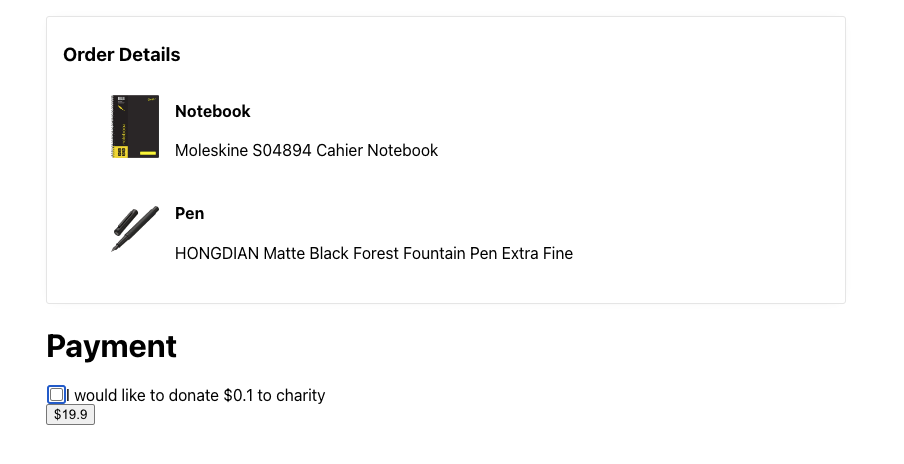 Order Details
Notebook
Moleskine S04894 Cahier Notebook
Pen
HONGDIAN Matte Black Forest Fountain Pen Extra Fine
Payment
I would like to donate $0.1 to charity
$19.9